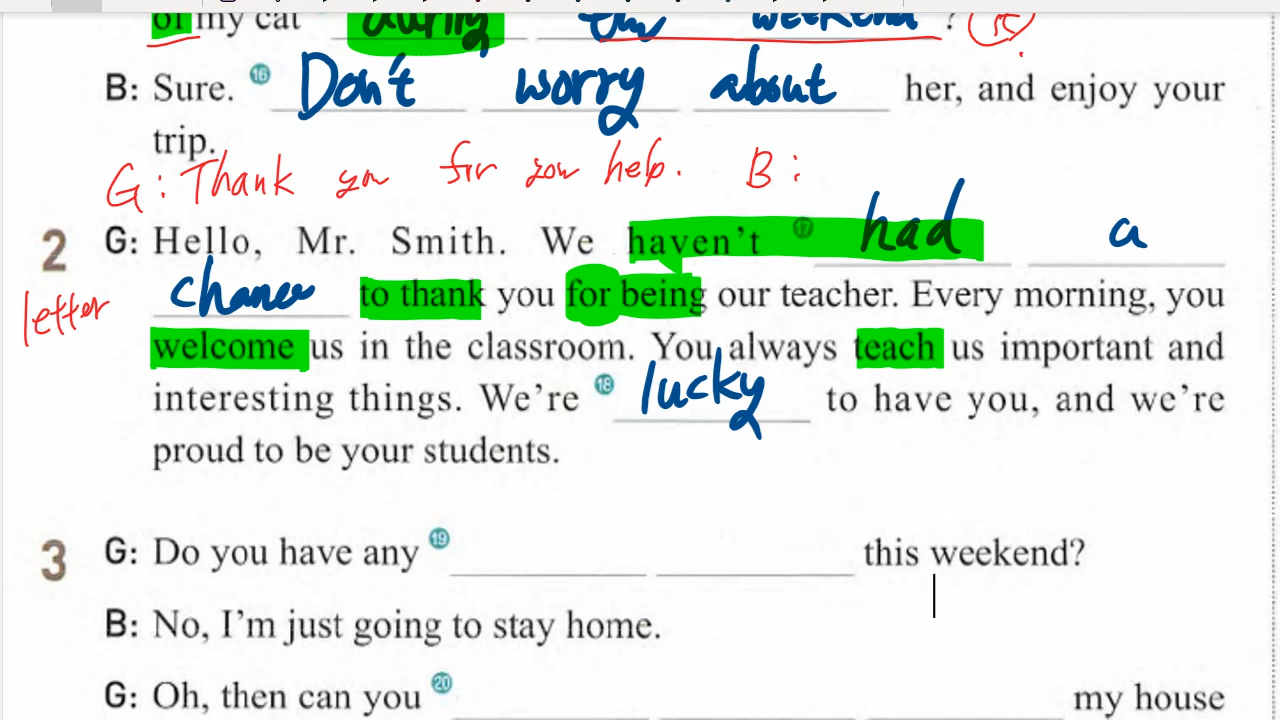 of my cat during the weekend ?
B: Sure. 16 Don't worry about her, and enjoy your
trip.
G: Thank you for your help. B:
2 G: Hello, Mr. Smith. We haven't 17 had a
letter chance to thank you for being our teacher. Every morning, you
welcome us in the classroom. You always teach us important and
interesting things. We're 18 lucky to have you, and we're
proud to be your students.
3 G: Do you have any 19 this weekend?
B: No, I'm just going to stay home.
G: Oh, then can you 20 my house